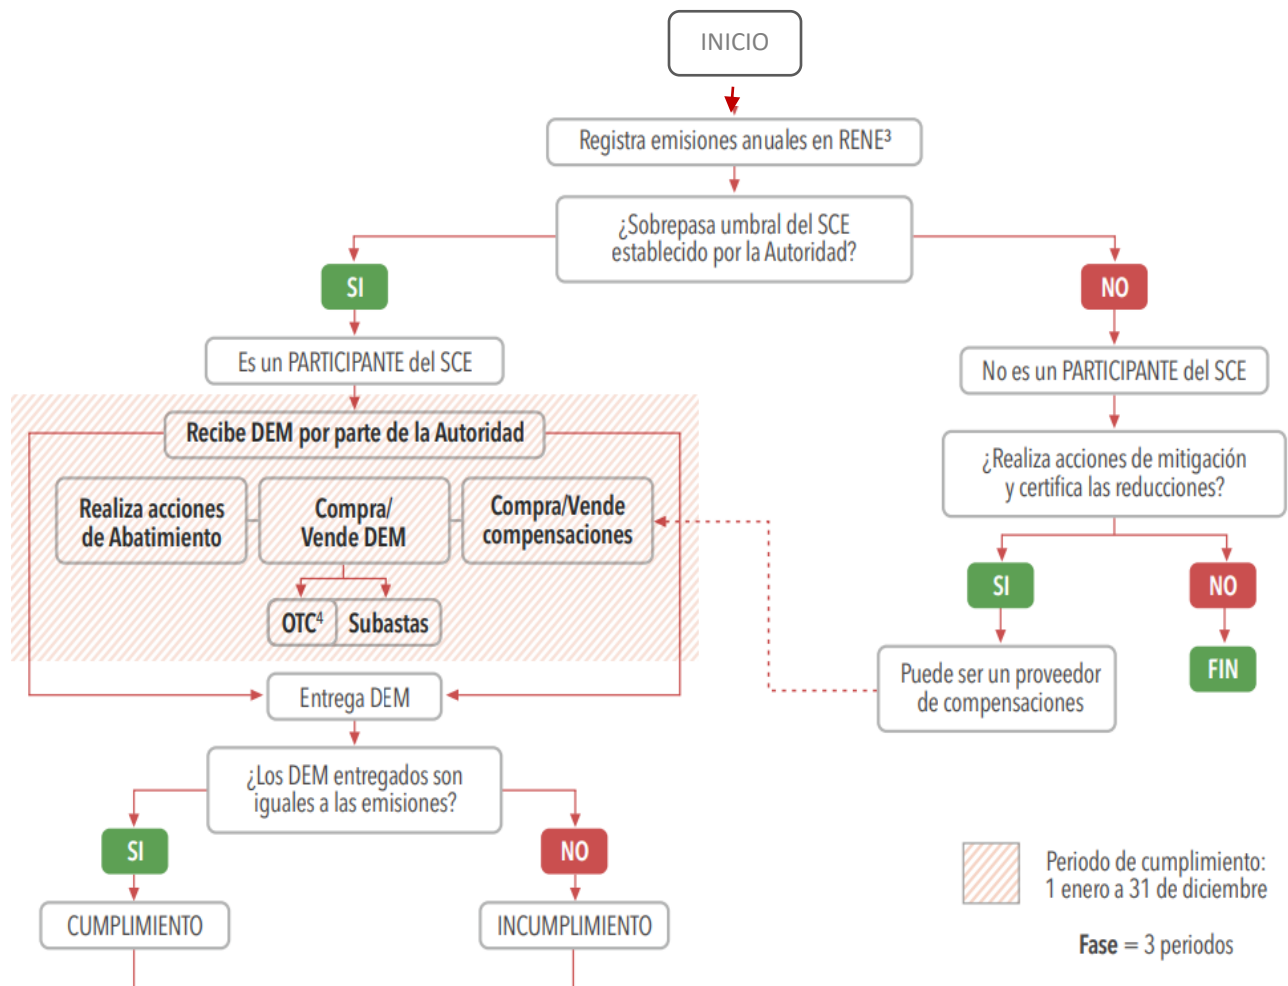 INICIO
Registra emisiones anuales en RENE³
¿Sobrepasa umbral del SCE
establecido por la Autoridad?
SI
NO
Es un PARTICIPANTE del SCE
No es un PARTICIPANTE del SCE
Recibe DEM por parte de la Autoridad
¿Realiza acciones de mitigación
y certifica las reducciones?
Realiza acciones
de Abatimiento
Compra/
Vende DEM
Compra/Vende
compensaciones
SI
NO
OTC⁴
Subastas
Puede ser un proveedor
de compensaciones
FIN
Entrega DEM
¿Los DEM entregados son
iguales a las emisiones?
SI
NO
Periodo de cumplimiento:
1 enero a 31 de diciembre
CUMPLIMIENTO
INCUMPLIMIENTO
Fase = 3 periodos